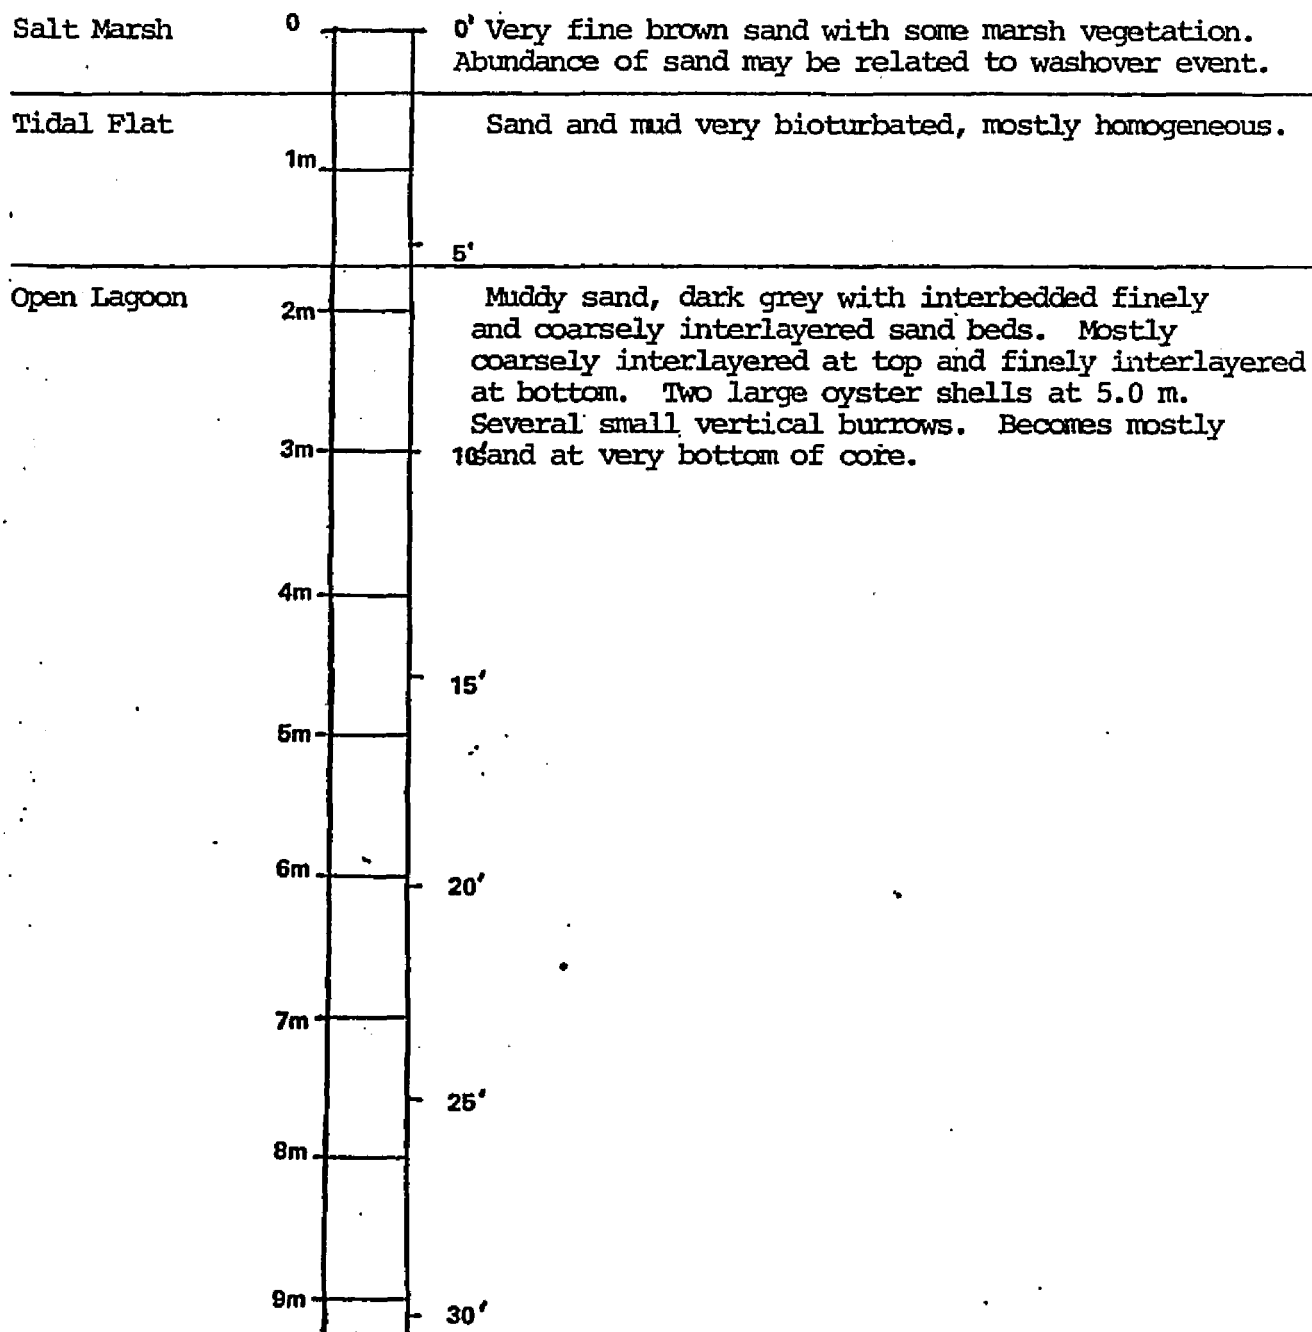 Salt Marsh 0 0' Very fine brown sand with some marsh vegetation.
Abundance of sand may be related to washover event.
Tidal Flat Sand and mud very bioturbated, mostly homogeneous.
1m
5'
Open Lagoon Muddy sand, dark grey with interbedded finely
2m and coarsely interlayered sand beds. Mostly
coarsely interlayered at top and finely interlayered
at bottom. Two large oyster shells at 5.0 m.
Several small vertical burrows. Becomes mostly
3m 10' sand at very bottom of core.
4m
15'
5m
6m
20'
7m
25'
8m
9m
30'